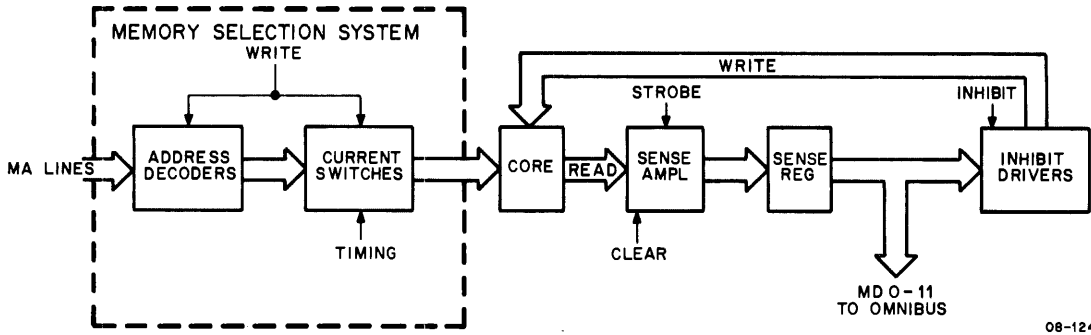 MEMORY SELECTION SYSTEM
WRITE
WRITE
STROBE
INHIBIT
MA LINES
ADDRESS
DECODERS
CURRENT
SWITCHES
CORE
READ
SENSE
AMPL
SENSE
REG
INHIBIT
DRIVERS
TIMING
CLEAR
MD 0-11
TO OMNIBUS